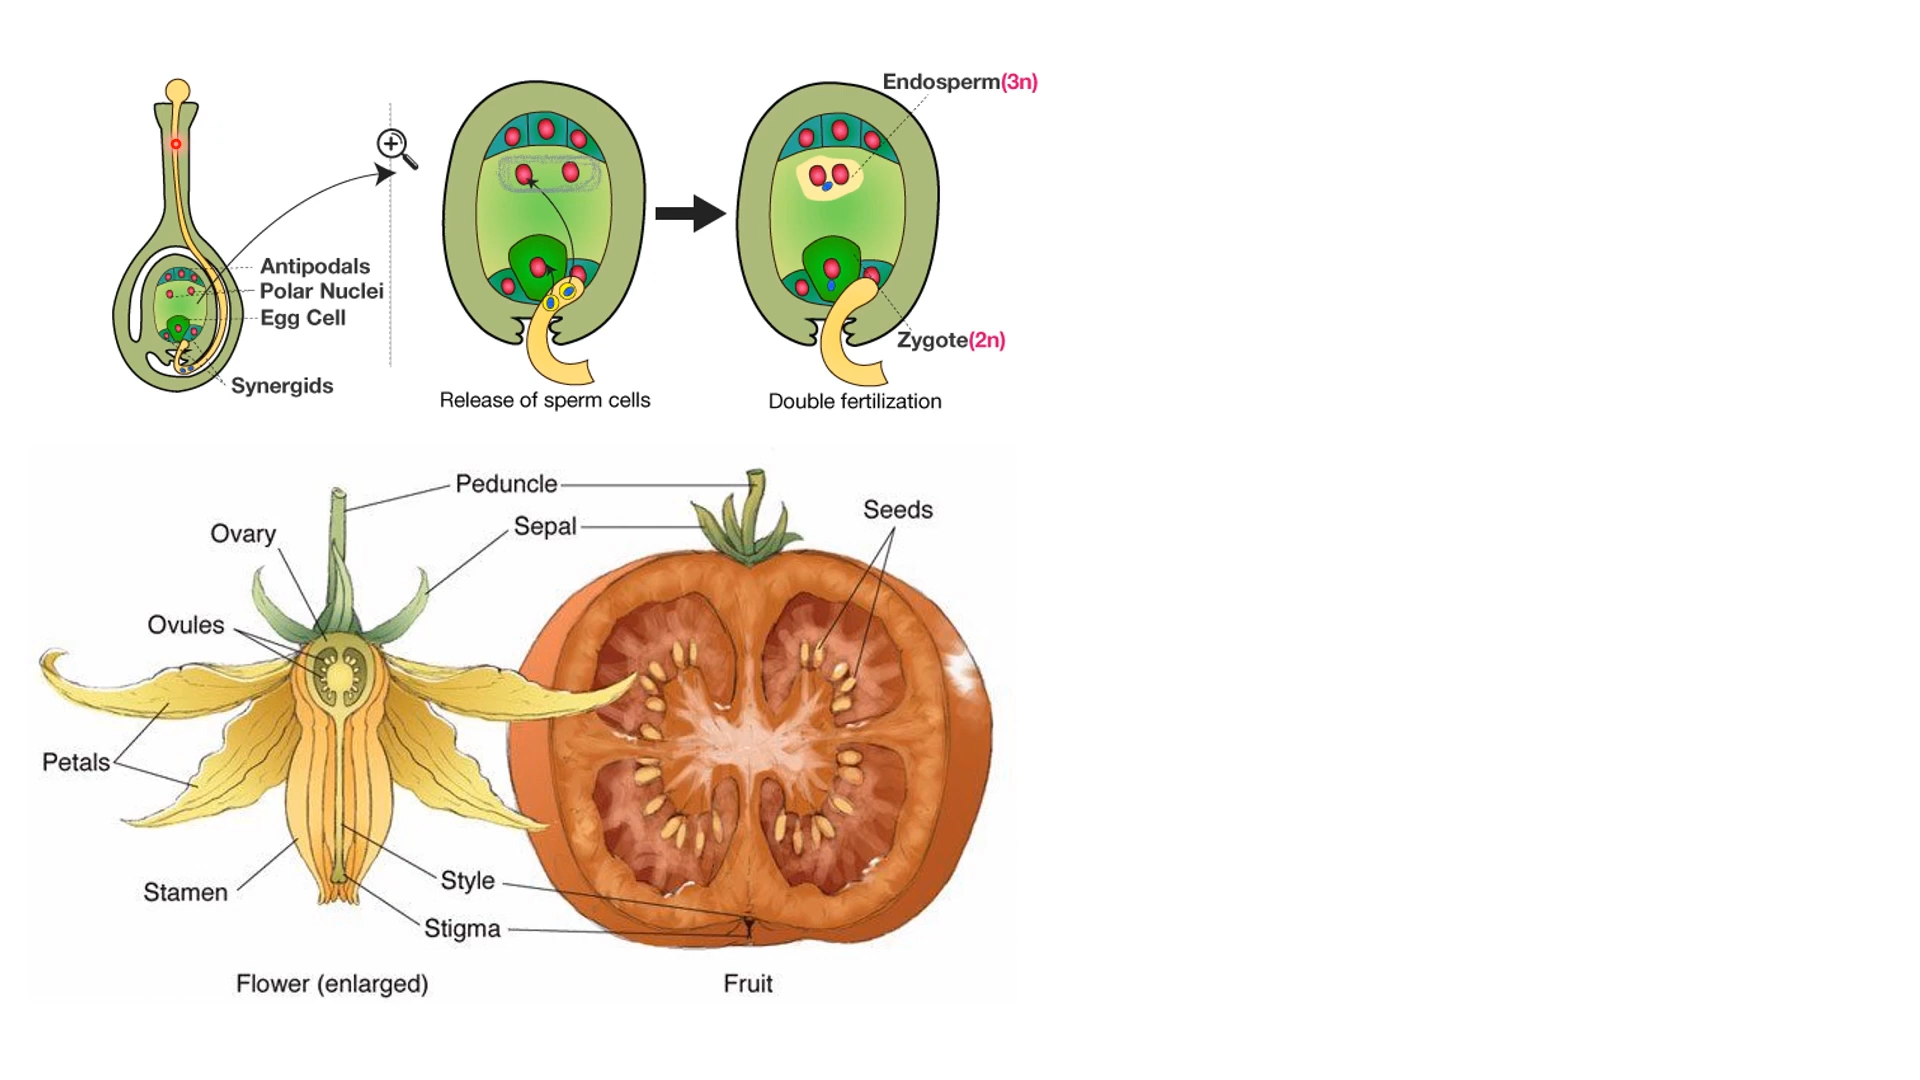 Endosperm(3n)
Antipodals
Polar Nuclei
Egg Cell
Synergids
Zygote(2n)
Release of sperm cells
Double fertilization
Peduncle
Seeds
Sepal
Ovary
Ovules
Petals
Style
Stamen
Stigma
Flower (enlarged)
Fruit